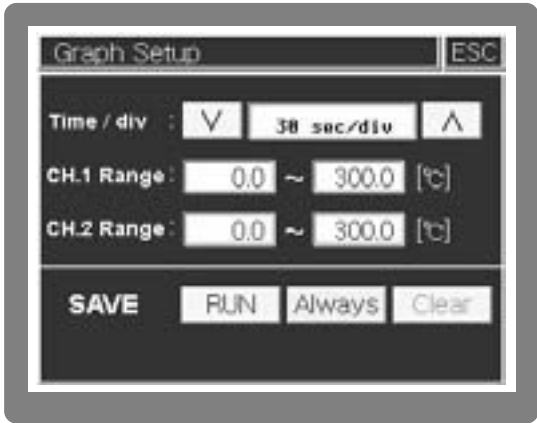 Graph Setup ESC
Time / div : ∨ 30 sec/div ∧
CH.1 Range : 0.0 ~ 300.0 [℃]
CH.2 Range : 0.0 ~ 300.0 [℃]
SAVE RUN Always Clear